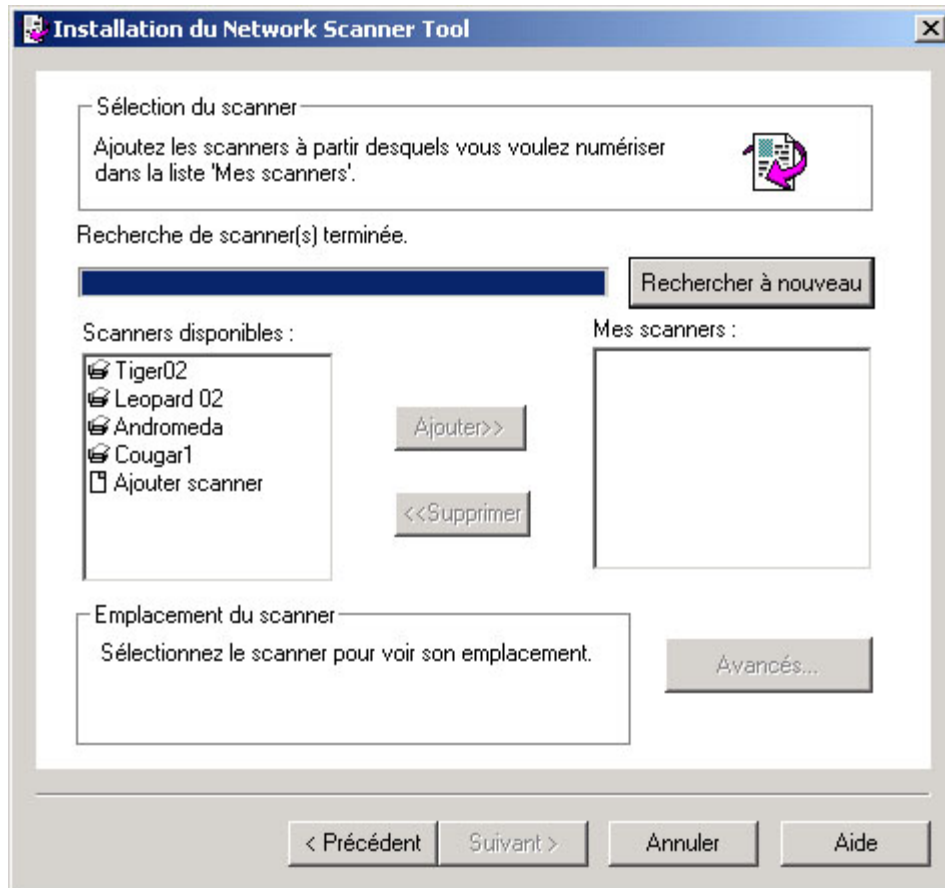 Installation du Network Scanner Tool
Sélection du scanner
Ajoutez les scanners à partir desquels vous voulez numériser
dans la liste 'Mes scanners'.
Recherche de scanner(s) terminée.
Rechercher à nouveau
Scanners disponibles :
Mes scanners :
Tiger02
Leopard 02
Andromeda
Cougar1
Ajouter scanner
Ajouter>>
<<Supprimer
Emplacement du scanner
Sélectionnez le scanner pour voir son emplacement.
Avancés...
< Précédent
Suivant >
Annuler
Aide